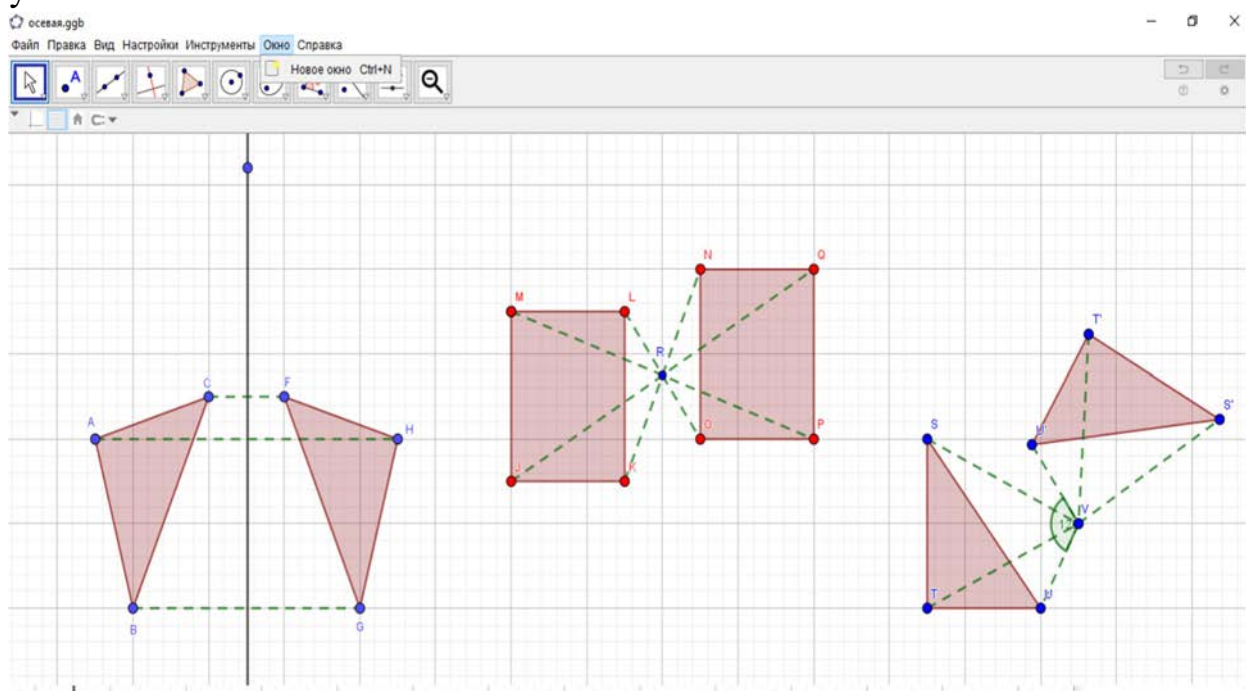 осевая.ggb
Файл Правка Вид Настройки Инструменты Окно Справка
Новое окно Ctrl+N
A
N Q
M L
T'
R
C F
S'
A H
O P
S U'
J K
V
T U
B G